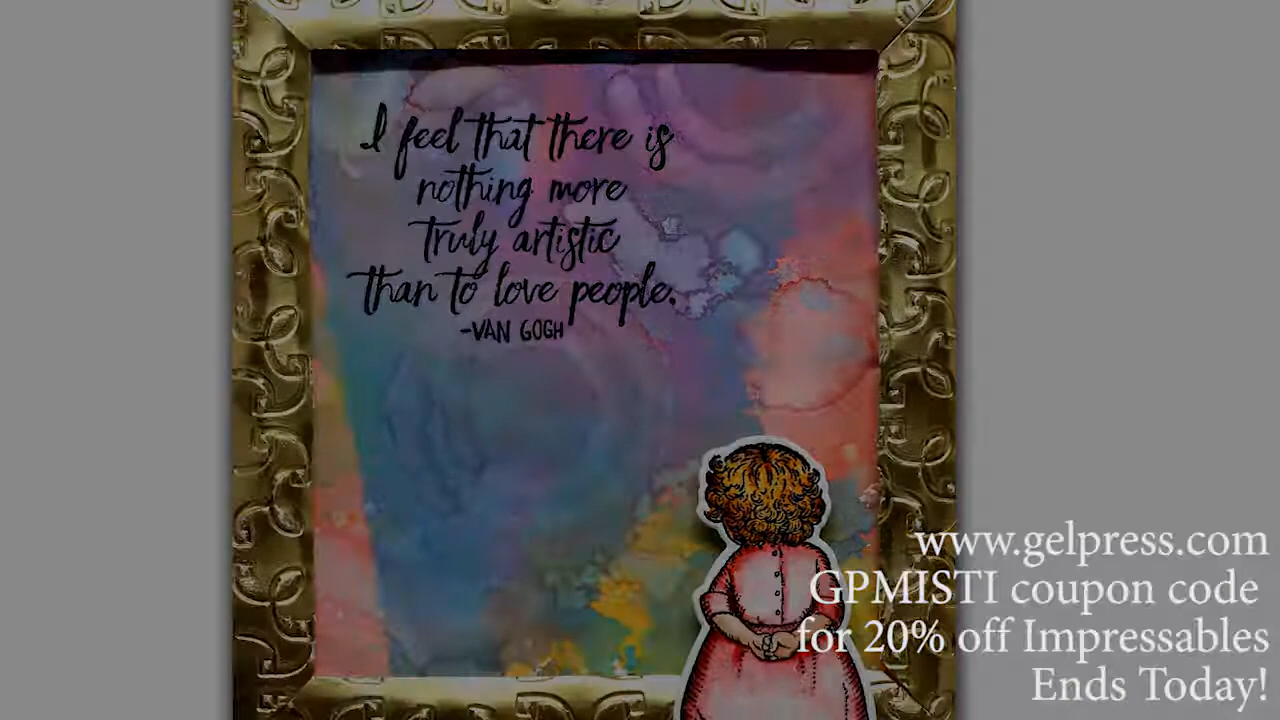 I feel that there is
nothing more
truly artistic
than to love people.
-VAN GOGH
www.gelpress.com
GPMISTI coupon code
for 20% off Impressables
Ends Today!